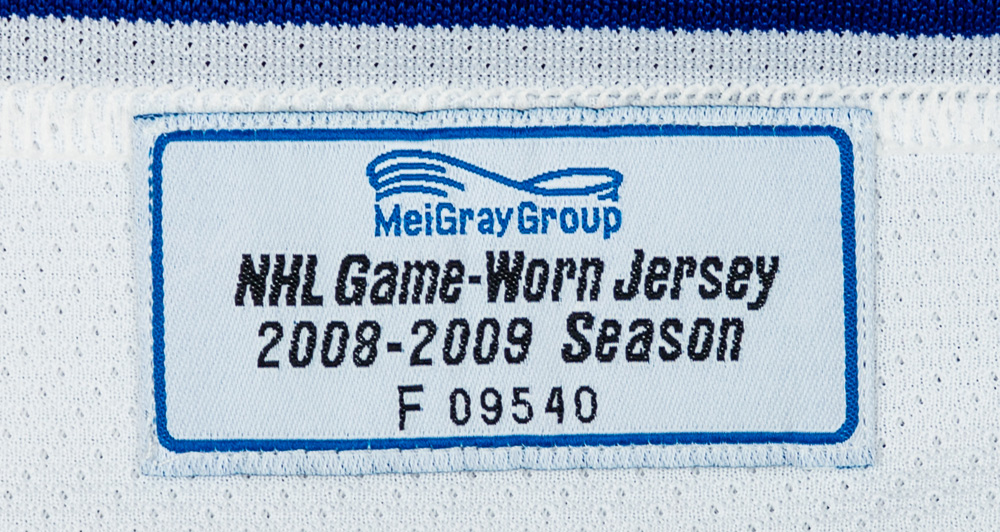 MeiGrayGroup
NHL Game-Worn Jersey
2008-2009 Season
F 09540